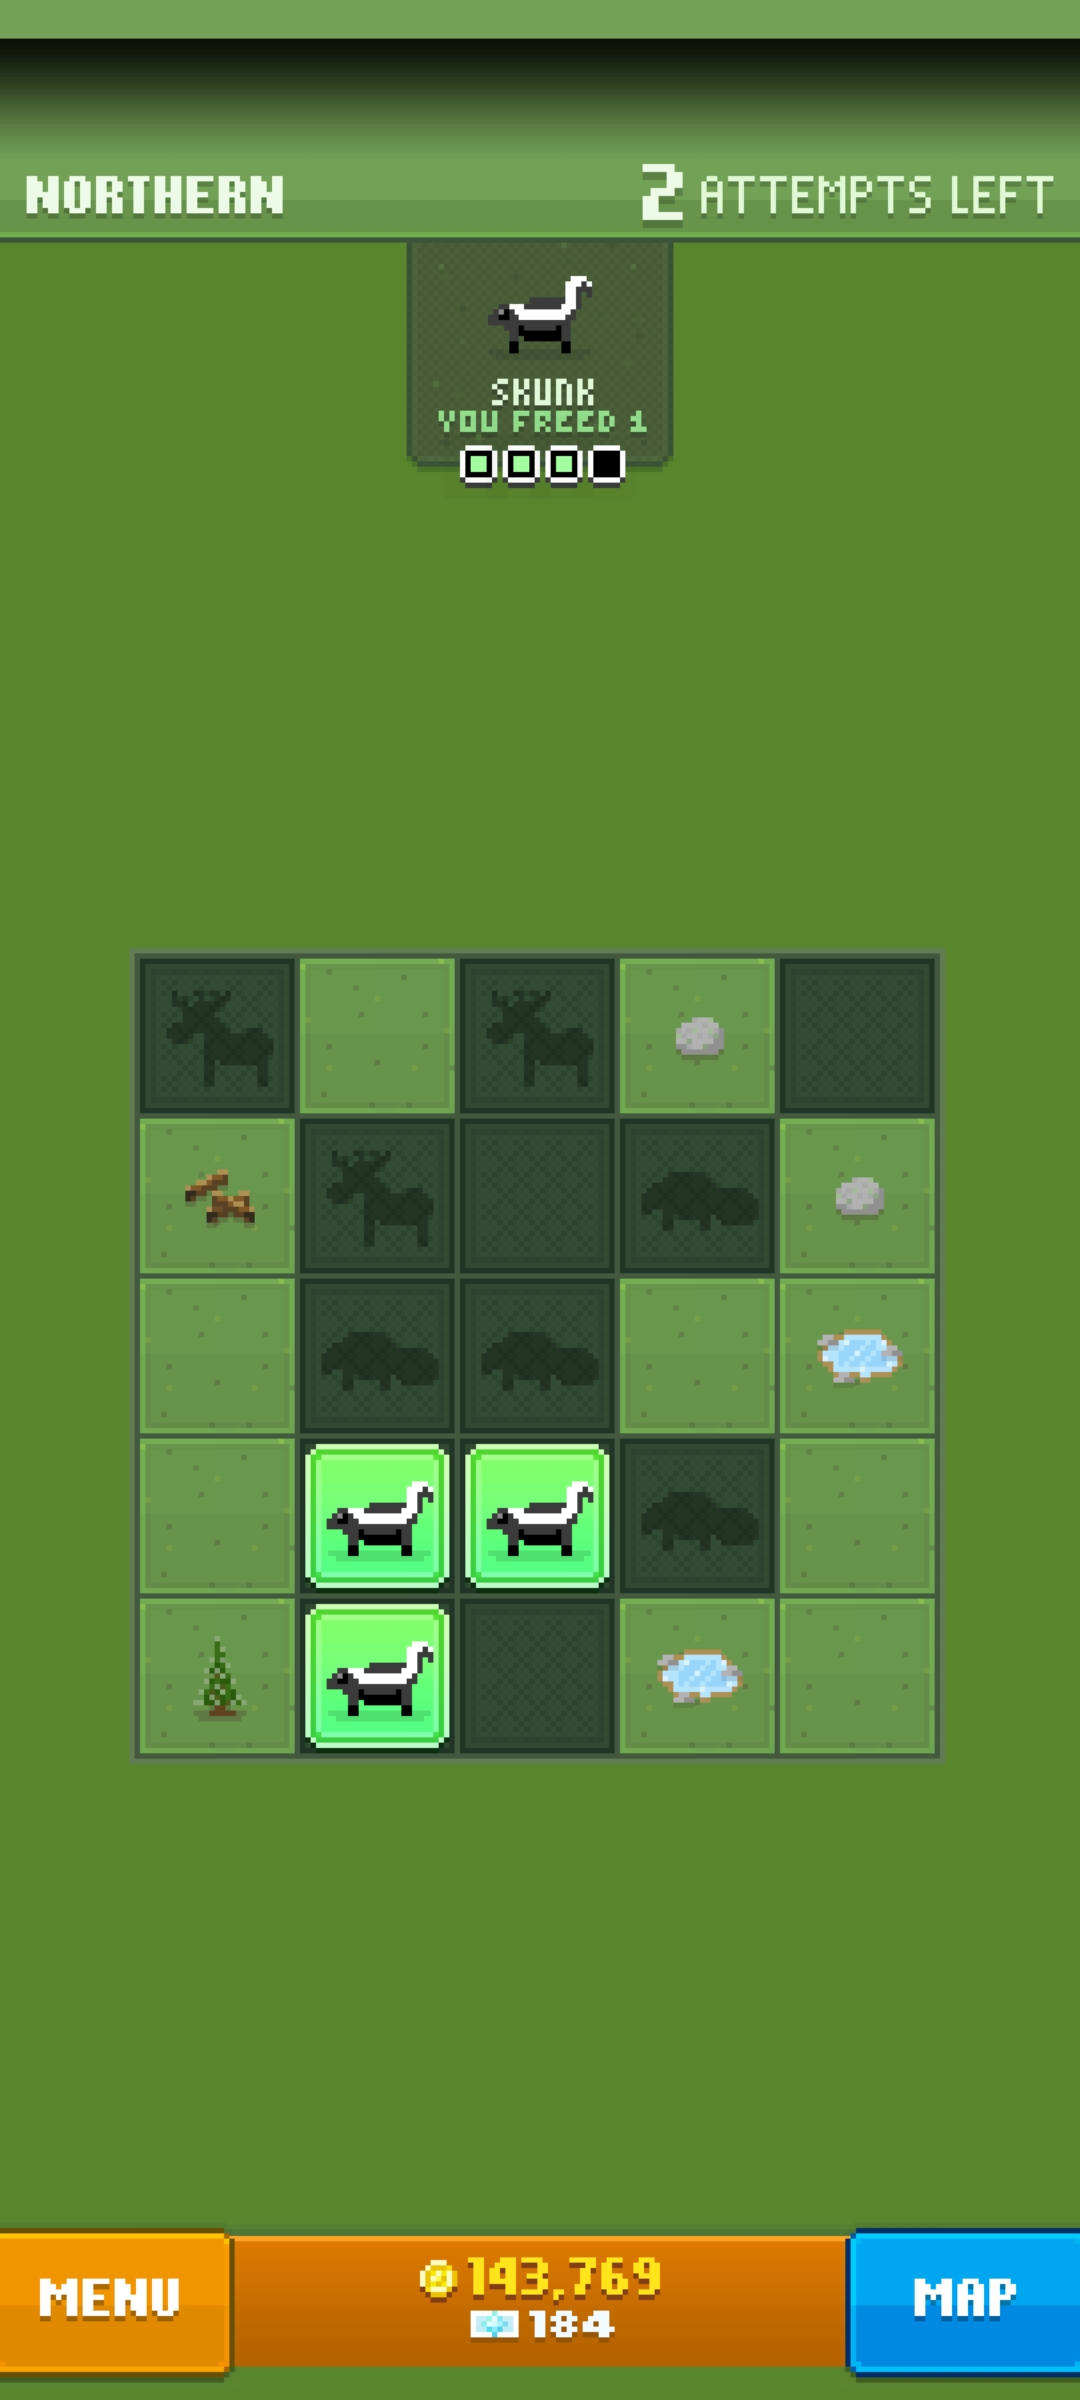 NORTHERN
2 ATTEMPTS LEFT
SKUNK
YOU FREED 1
MENU
143,769
184
MAP